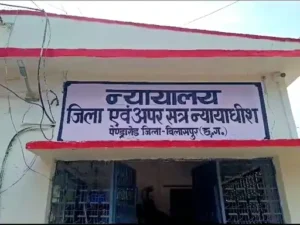 न्यायालय
जिला एवं अपर सत्र न्यायाधीश
पेण्ड्रारोड जिला-बिलासपुर (छ.ग.)